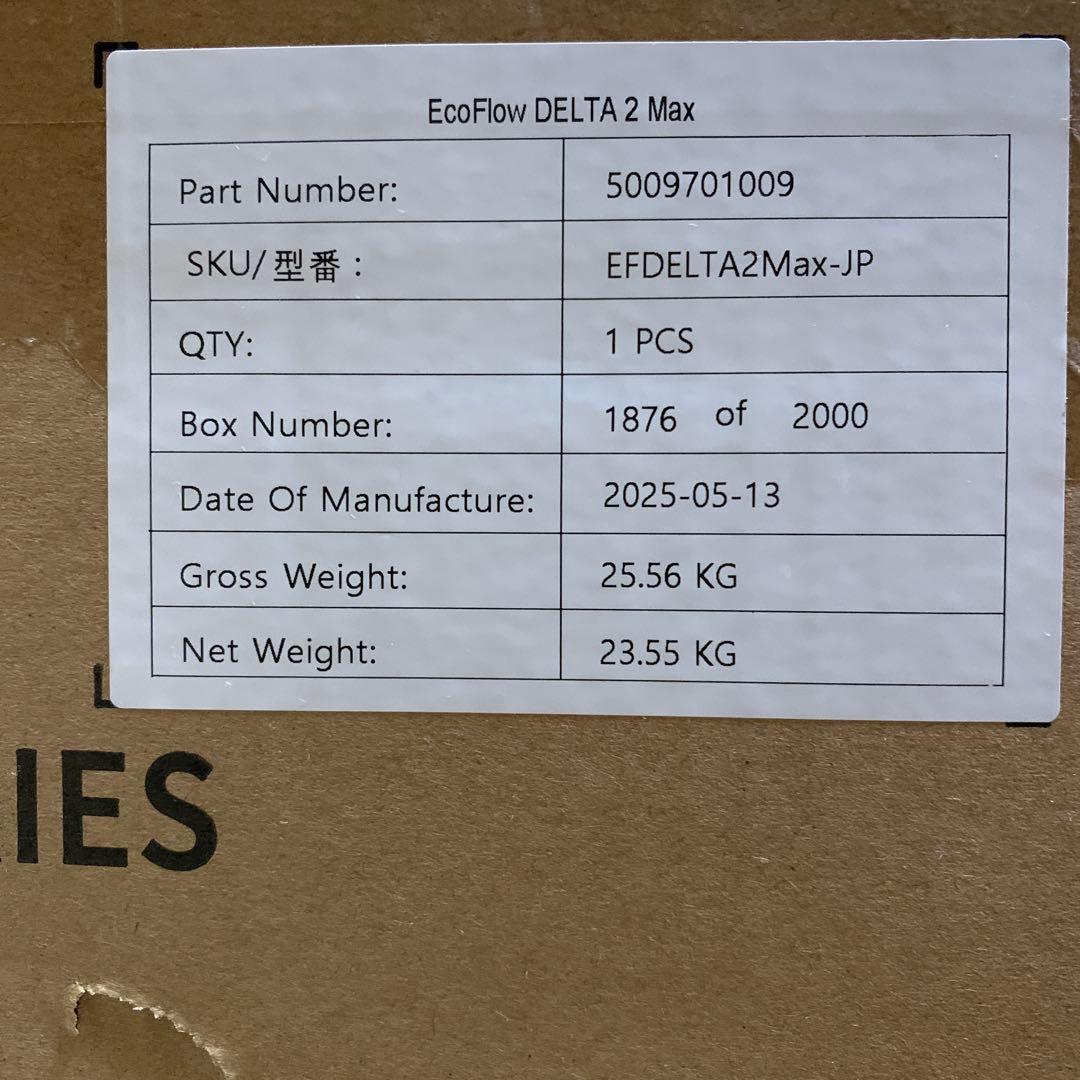 EcoFlow DELTA 2 Max
Part Number: 5009701009
SKU/型番 : EFDELTA2Max-JP
QTY: 1 PCS
Box Number: 1876 of 2000
Date Of Manufacture: 2025-05-13
Gross Weight: 25.56 KG
Net Weight: 23.55 KG
IES